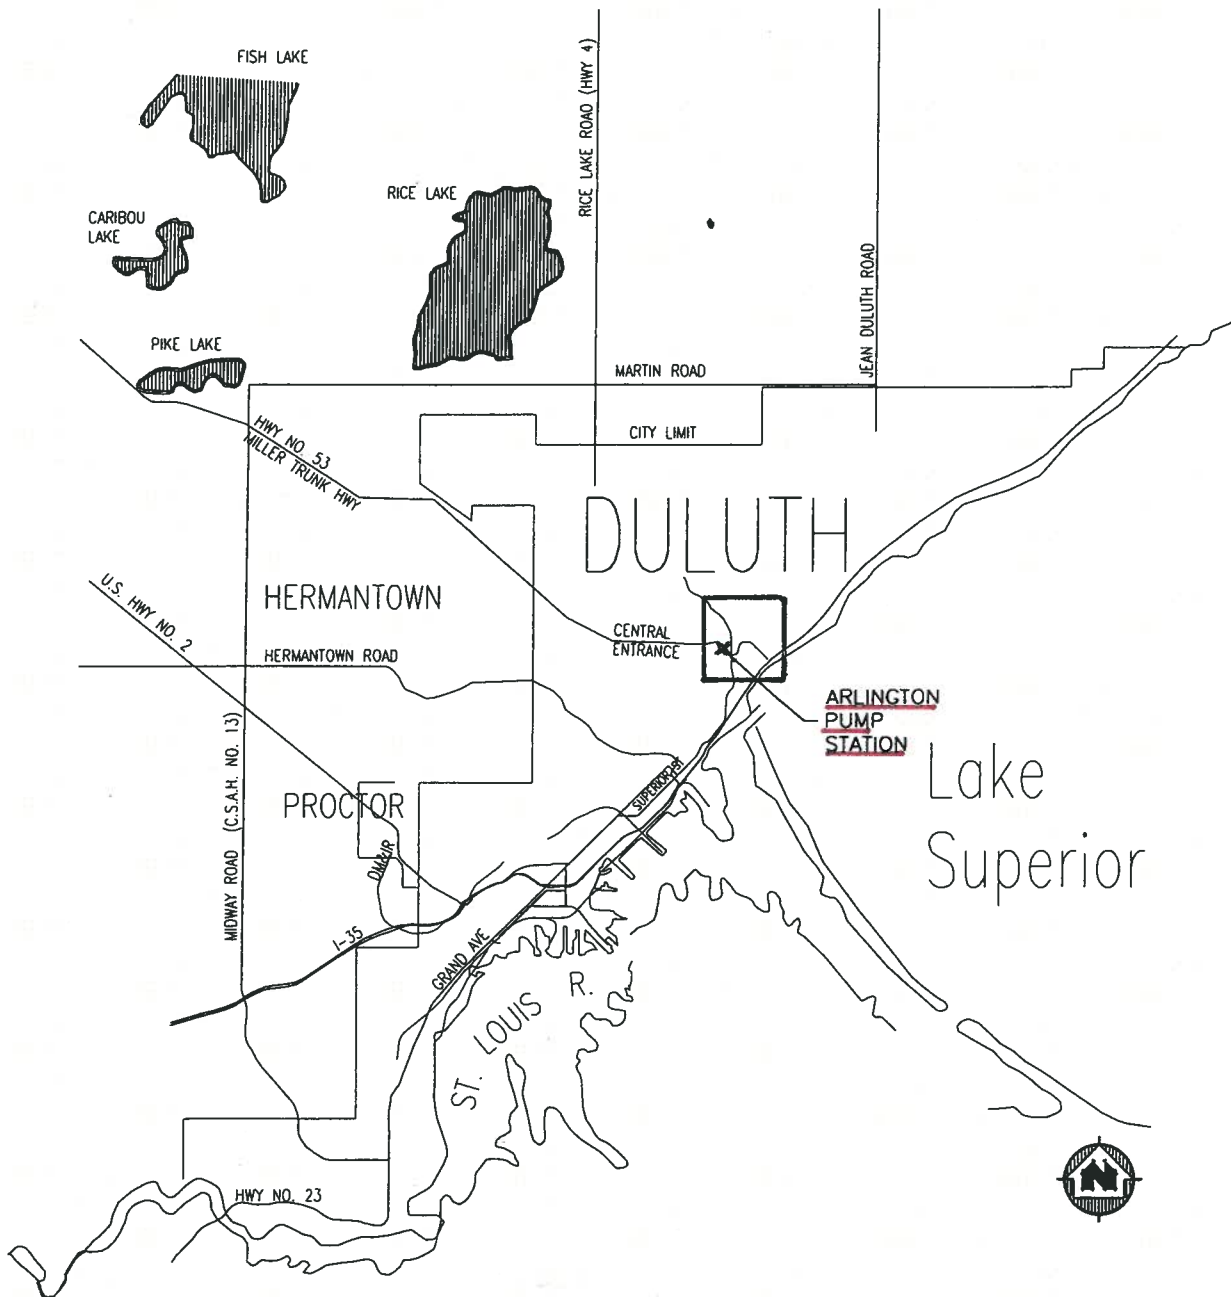 FISH LAKE
RICE LAKE ROAD (HWY 4)
RICE LAKE
CARIBOU
LAKE
JEAN DULUTH ROAD
PIKE LAKE
MARTIN ROAD
HWY NO. 53
MILLER TRUNK HWY
CITY LIMIT
DULUTH
U.S. HWY NO. 2
HERMANTOWN
CENTRAL
ENTRANCE
HERMANTOWN ROAD
ARLINGTON
PUMP
STATION
MIDWAY ROAD (C.S.A.H. NO. 13)
Lake
Superior
SUPERIOR ST
PROCTOR
DM&IR
I-35
GRAND AVE
ST. LOUIS R.
N
HWY NO. 23